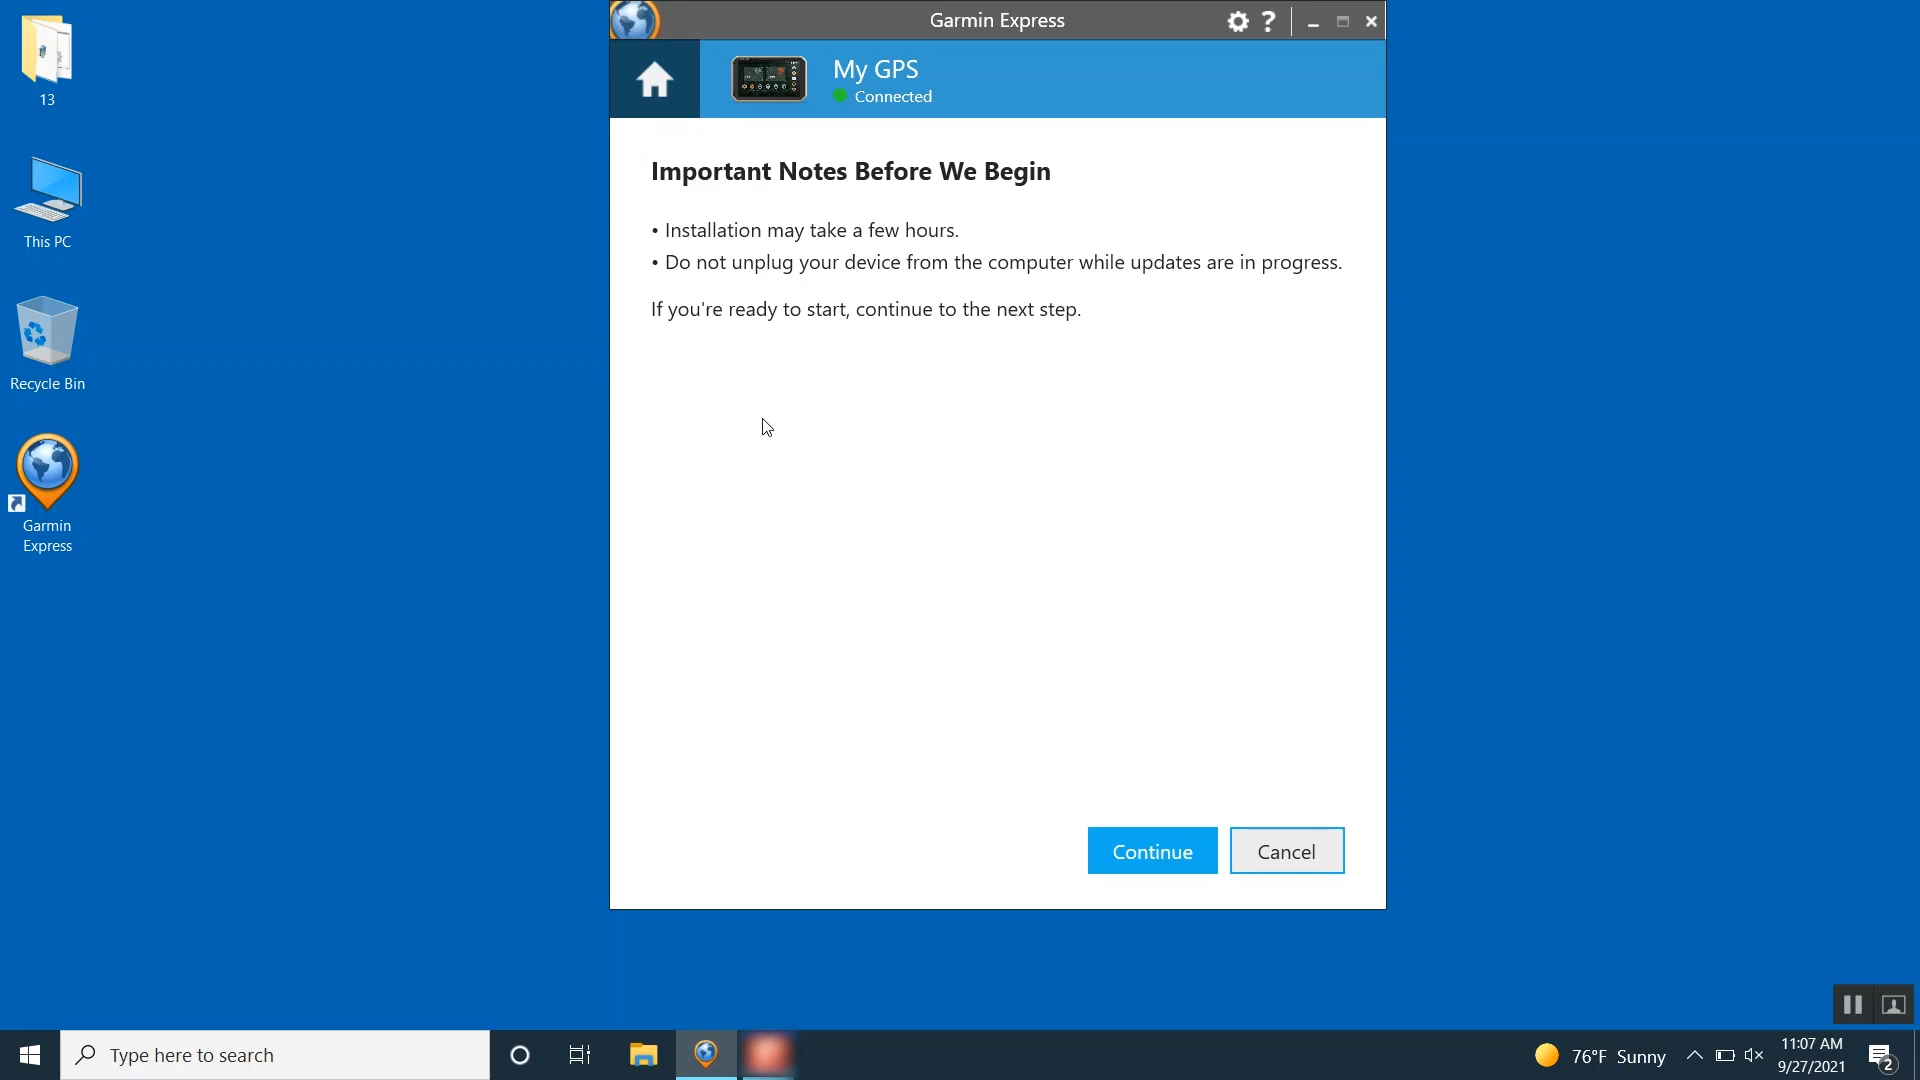 Garmin Express
My GPS
Connected
Important Notes Before We Begin
• Installation may take a few hours.
• Do not unplug your device from the computer while updates are in progress.
If you're ready to start, continue to the next step.
Continue
Cancel
13
This PC
Recycle Bin
Garmin
Express
Type here to search
76°F Sunny
11:07 AM
9/27/2021
2